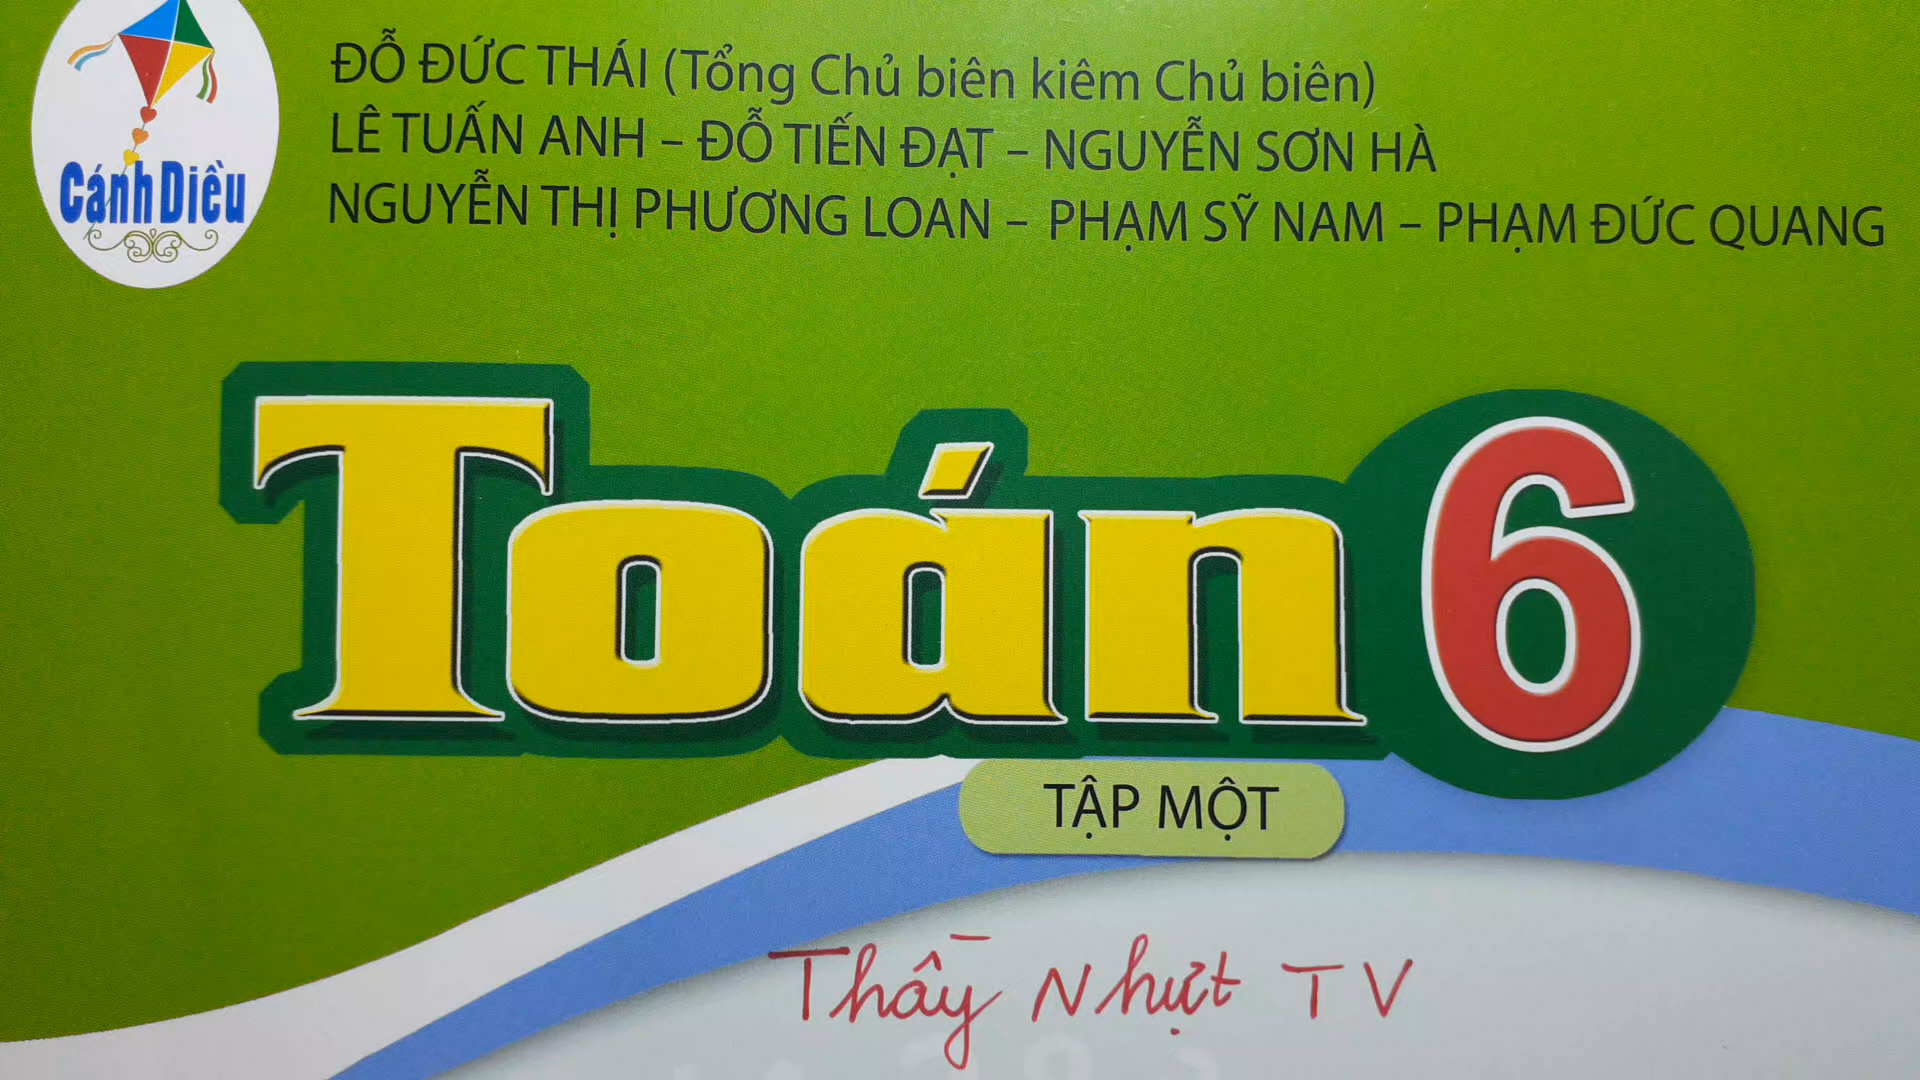 Cánh Diều
ĐỖ ĐỨC THÁI (Tổng Chủ biên kiêm Chủ biên)
LÊ TUẤN ANH – ĐỖ TIẾN ĐẠT – NGUYỄN SƠN HÀ
NGUYỄN THỊ PHƯƠNG LOAN – PHẠM SỸ NAM – PHẠM ĐỨC QUANG
Toán 6
TẬP MỘT
Thầy Nhựt TV